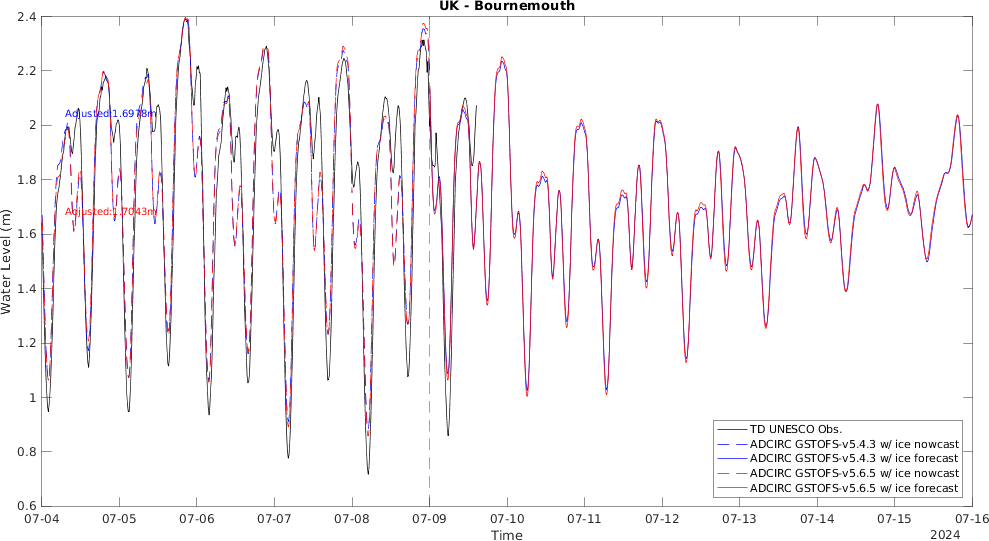 UK - Bournemouth
2.4
2.2
2
1.8
1.6
1.4
1.2
1
0.8
0.6
Water Level (m)
Adjusted:1.6978m
Adjusted:1.7043m
TD UNESCO Obs.
ADCIRC GSTOFS-v5.4.3 w/ ice nowcast
ADCIRC GSTOFS-v5.4.3 w/ ice forecast
ADCIRC GSTOFS-v5.6.5 w/ ice nowcast
ADCIRC GSTOFS-v5.6.5 w/ ice forecast
07-04 07-05 07-06 07-07 07-08 07-09 07-10 07-11 07-12 07-13 07-14 07-15 07-16
Time
2024